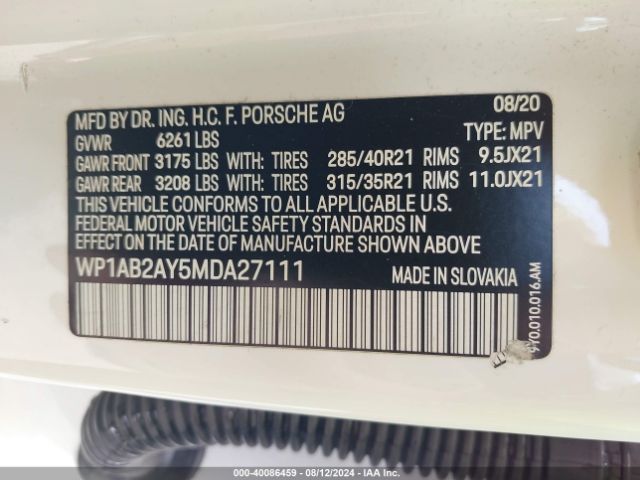 MFD BY DR. ING. H.C. F. PORSCHE AG 08/20
GVWR 6261 LBS TYPE: MPV
GAWR FRONT 3175 LBS WITH: TIRES 285/40R21 RIMS 9.5JX21
GAWR REAR 3208 LBS WITH: TIRES 315/35R21 RIMS 11.0JX21
THIS VEHICLE CONFORMS TO ALL APPLICABLE U.S.
FEDERAL MOTOR VEHICLE SAFETY STANDARDS IN
EFFECT ON THE DATE OF MANUFACTURE SHOWN ABOVE
WP1AB2AY5MDA27111 MADE IN SLOVAKIA
9Y0.010.016.AM
000-40086459 - 08/12/2024 - IAA Inc.